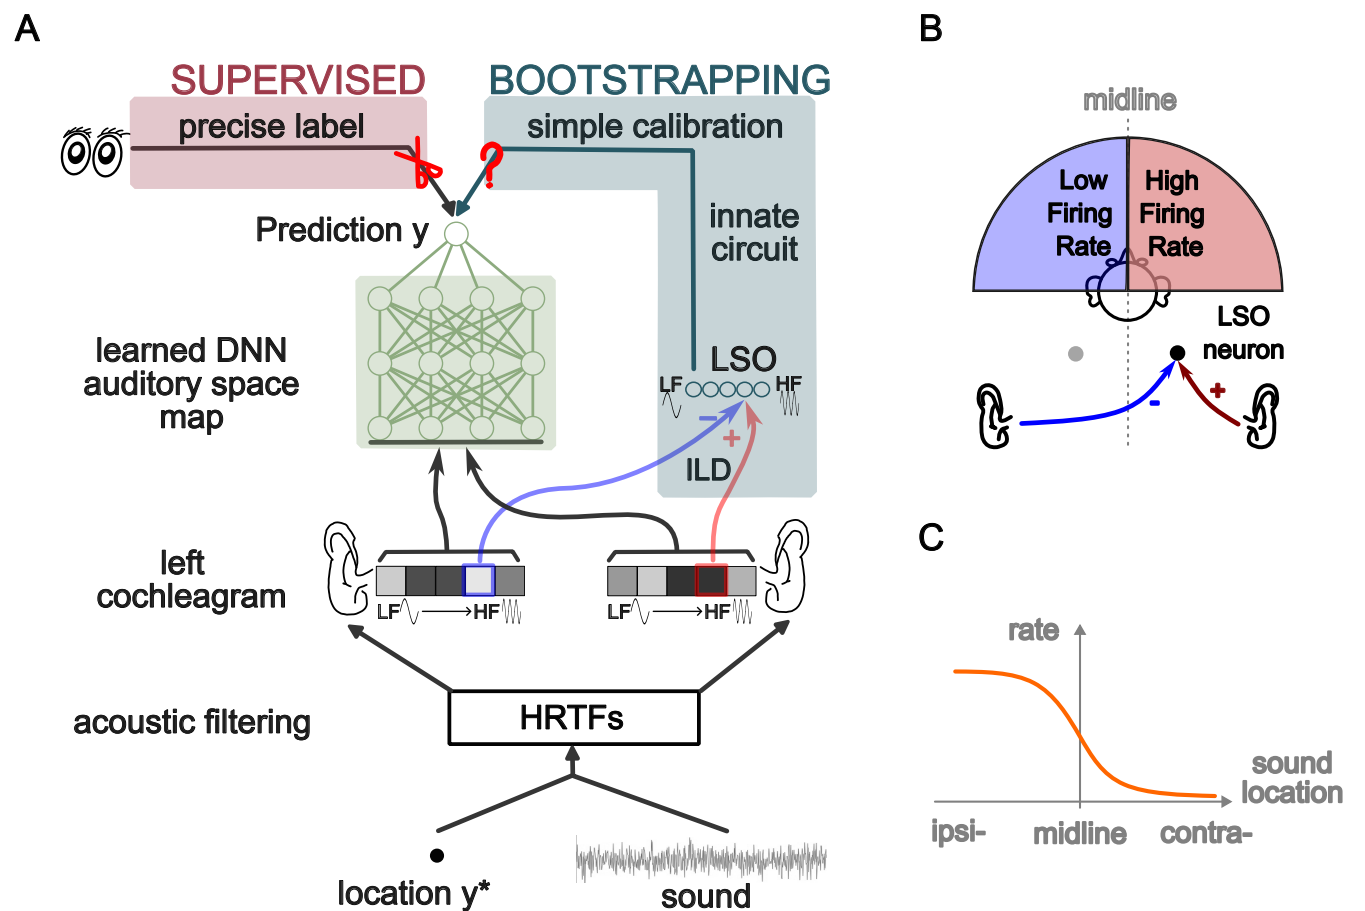 A
SUPERVISED
BOOTSTRAPPING
precise label
simple calibration
?
Prediction y
innate
circuit
learned DNN
auditory space
map
LSO
LF
HF
-
+
ILD
left
cochleagram
LF
HF
LF
HF
acoustic filtering
HRTFs
location y*
sound
B
midline
Low
Firing
Rate
High
Firing
Rate
LSO
neuron
-
+
C
rate
sound
location
ipsi-
midline
contra-